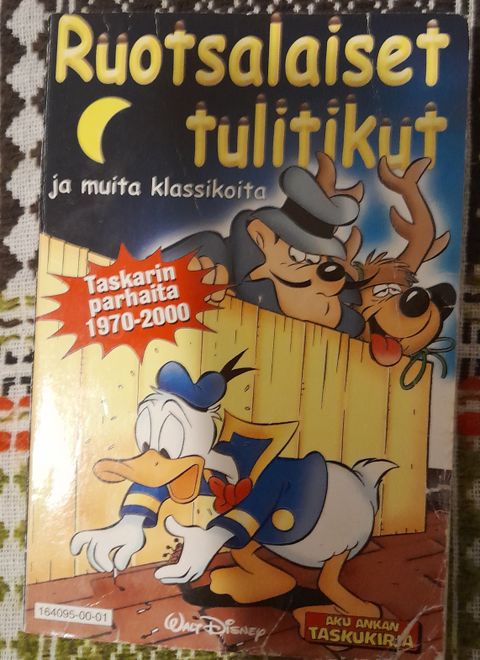 Ruotsalaiset
tulitikut
ja muita klassikoita
Taskarin
parhaita
1970-2000
164095-00-01
Walt Disney
AKU ANKAN
TASKUKIRJA